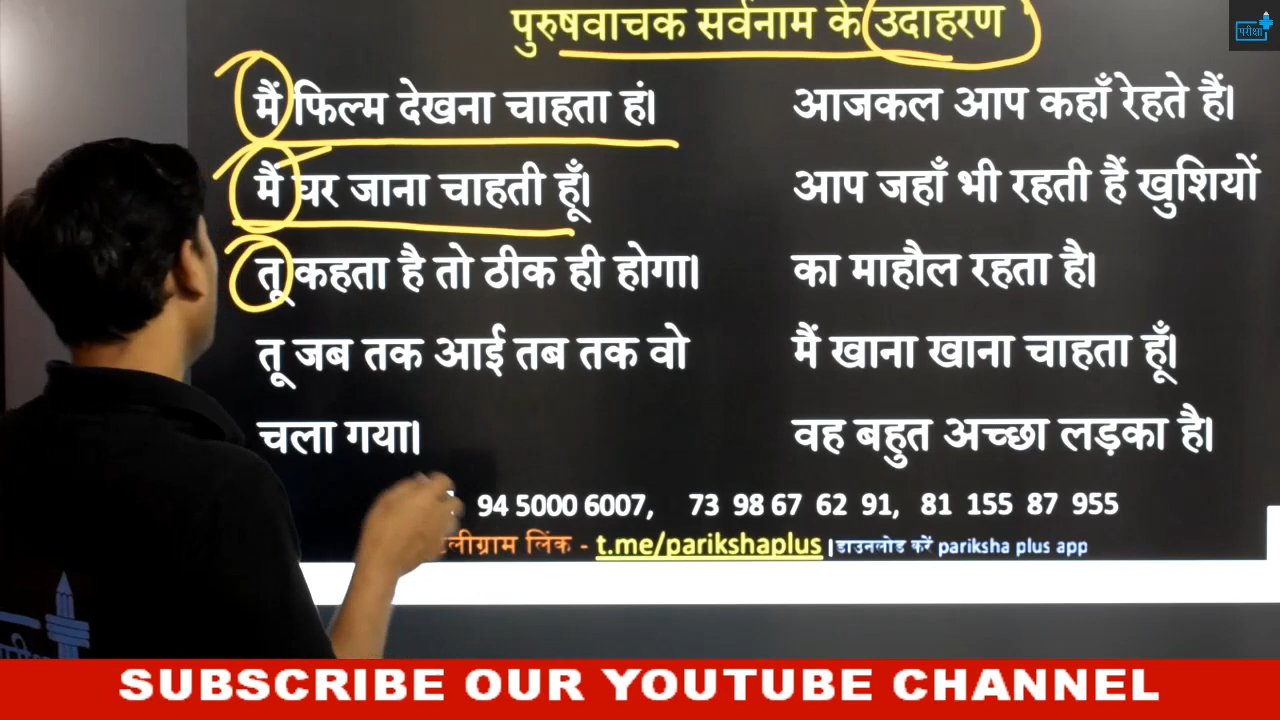 पुरुषवाचक सर्वनाम के उदाहरण
परीक्षा
मैं फिल्म देखना चाहता हं।
मैं घर जाना चाहती हूँ।
तू कहता है तो ठीक ही होगा।
तू जब तक आई तब तक वो
चला गया।
आजकल आप कहाँ रेहते हैं।
आप जहाँ भी रहती हैं खुशियों
का माहौल रहता है।
मैं खाना खाना चाहता हूँ।
वह बहुत अच्छा लड़का है।
94 5000 6007, 73 98 67 62 91, 81 155 87 955
लीग्राम लिंक - t.me/parikshaplus |डाउनलोड करें pariksha plus app
SUBSCRIBE OUR YOUTUBE CHANNEL